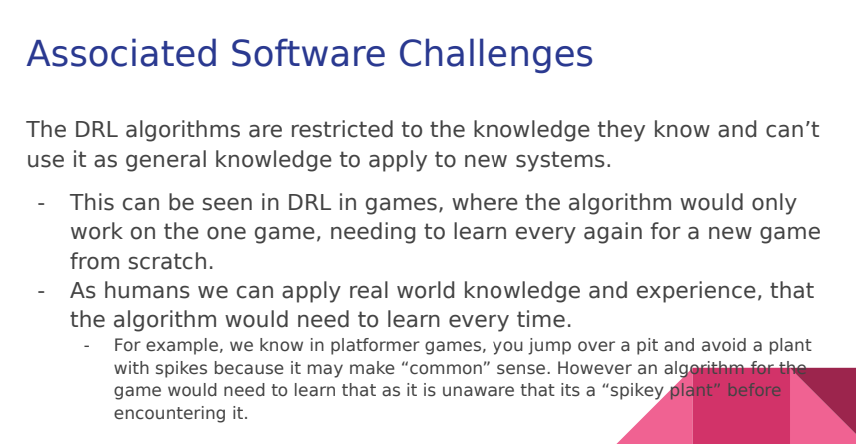 Associated Software Challenges
The DRL algorithms are restricted to the knowledge they know and can’t
use it as general knowledge to apply to new systems.
- This can be seen in DRL in games, where the algorithm would only
work on the one game, needing to learn every again for a new game
from scratch.
- As humans we can apply real world knowledge and experience, that
the algorithm would need to learn every time.
- For example, we know in platformer games, you jump over a pit and avoid a plant
with spikes because it may make “common” sense. However an algorithm for the
game would need to learn that as it is unaware that its a “spikey plant” before
encountering it.